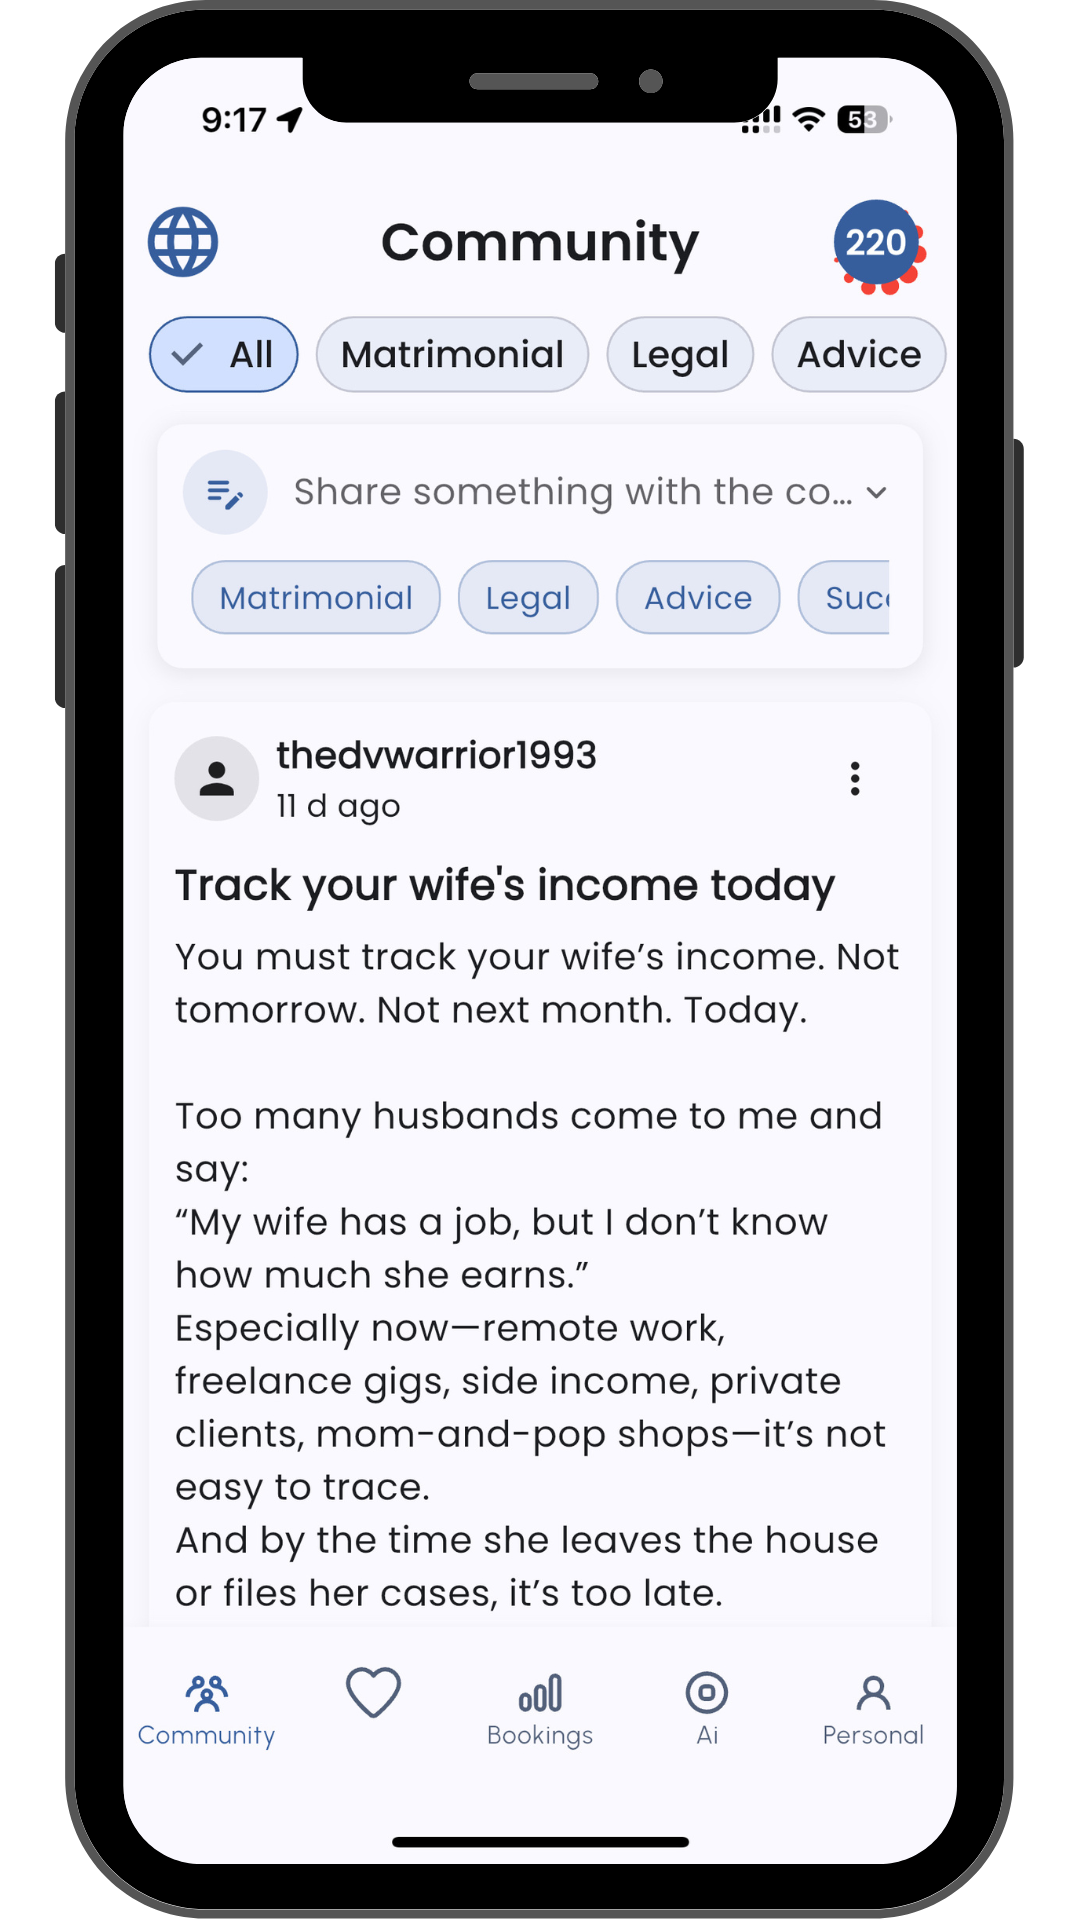 9:17
53
Community
220
All
Matrimonial
Legal
Advice
Share something with the co...
Matrimonial
Legal
Advice
Suc
thedvwarrior1993
11 d ago
Track your wife's income today
You must track your wife’s income. Not
tomorrow. Not next month. Today.
Too many husbands come to me and
say:
“My wife has a job, but I don’t know
how much she earns.”
Especially now—remote work,
freelance gigs, side income, private
clients, mom-and-pop shops—it’s not
easy to trace.
And by the time she leaves the house
or files her cases, it’s too late.
Community
Bookings
Ai
Personal